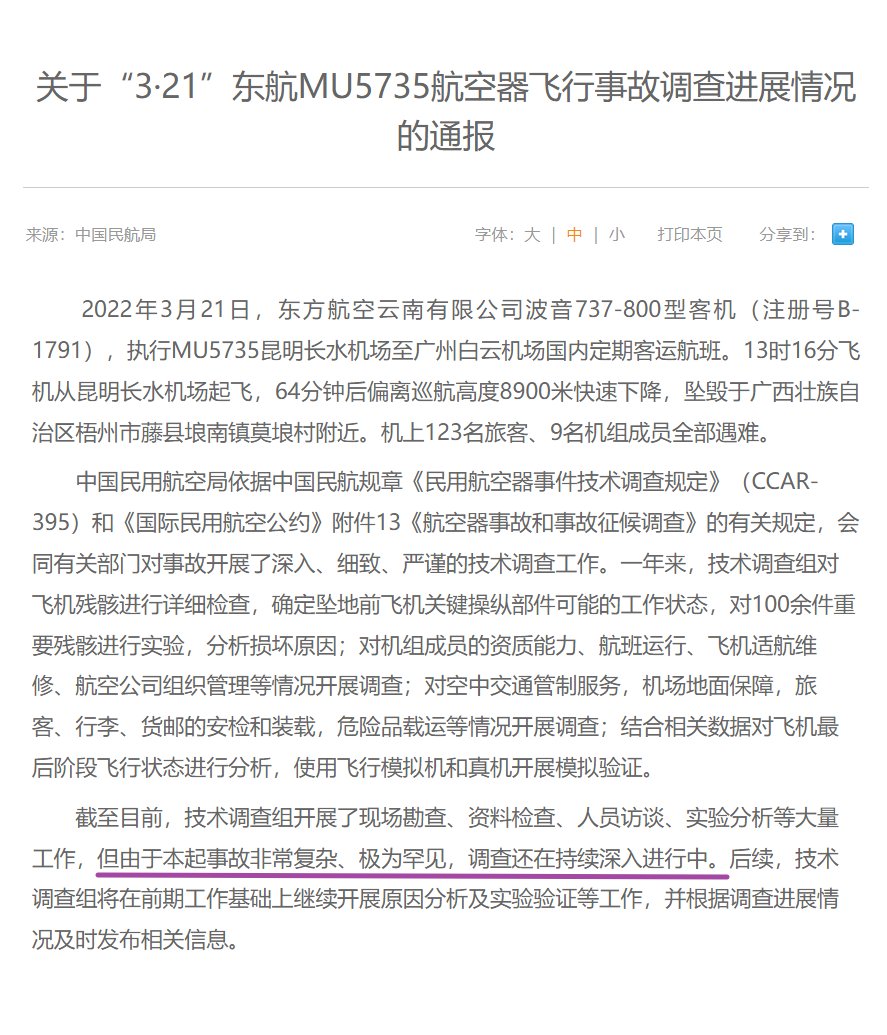 关于“3·21”东航MU5735航空器飞行事故调查进展情况
的通报
来源：中国民航局 字体：大 | 中 | 小 打印本页 分享到：
2022年3月21日，东方航空云南有限公司波音737-800型客机（注册号B-
1791），执行MU5735昆明长水机场至广州白云机场国内定期客运航班。13时16分飞
机从昆明长水机场起飞，64分钟后偏离巡航高度8900米快速下降，坠毁于广西壮族自
治区梧州市藤县埌南镇莫埌村附近。机上123名旅客、9名机组成员全部遇难。
中国民用航空局依据中国民航规章《民用航空器事件技术调查规定》（CCAR-
395）和《国际民用航空公约》附件13《航空器事故和事故征候调查》的有关规定，会
同有关部门对事故开展了深入、细致、严谨的技术调查工作。一年来，技术调查组对
飞机残骸进行详细检查，确定坠地前飞机关键操纵部件可能的工作状态，对100余件重
要残骸进行实验，分析损坏原因；对机组成员的资质能力、航班运行、飞机适航维
修、航空公司组织管理等情况开展调查；对空中交通管制服务，机场地面保障，旅
客、行李、货邮的安检和装载，危险品载运等情况开展调查；结合相关数据对飞机最
后阶段飞行状态进行分析，使用飞行模拟机和真机开展模拟验证。
截至目前，技术调查组开展了现场勘查、资料检查、人员访谈、实验分析等大量
工作，但由于本起事故非常复杂、极为罕见，调查还在持续深入进行中。后续，技术
调查组将在前期工作基础上继续开展原因分析及实验验证等工作，并根据调查进展情
况及时发布相关信息。